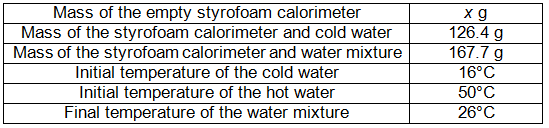 Mass of the empty styrofoam calorimeter x g
Mass of the styrofoam calorimeter and cold water 126.4 g
Mass of the styrofoam calorimeter and water mixture 167.7 g
Initial temperature of the cold water 16°C
Initial temperature of the hot water 50°C
Final temperature of the water mixture 26°C